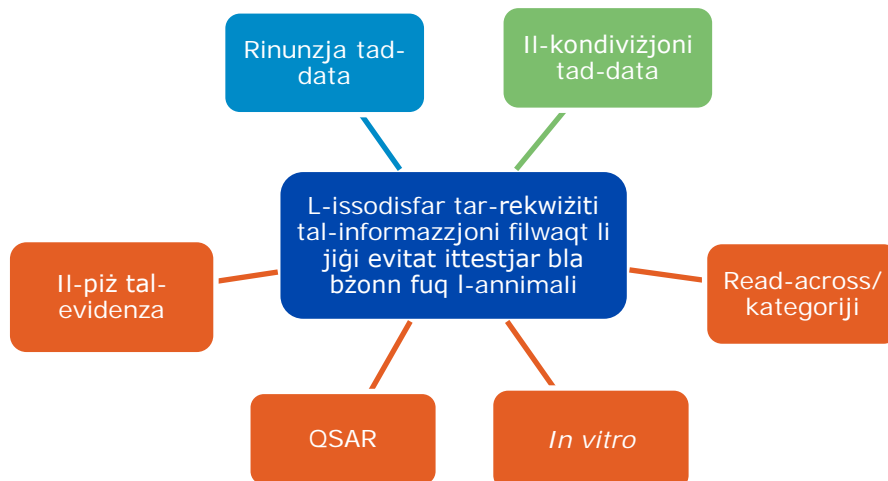 Rinunzja tad-
data
Il-kondiviżjoni
tad-data
L-issodisfar tar-rekwiżiti
tal-informazzjoni filwaqt li
jiġi evitat ittestjar bla
bżonn fuq l-annimali
Il-piż tal-
evidenza
Read-across/
kategoriji
QSAR
In vitro